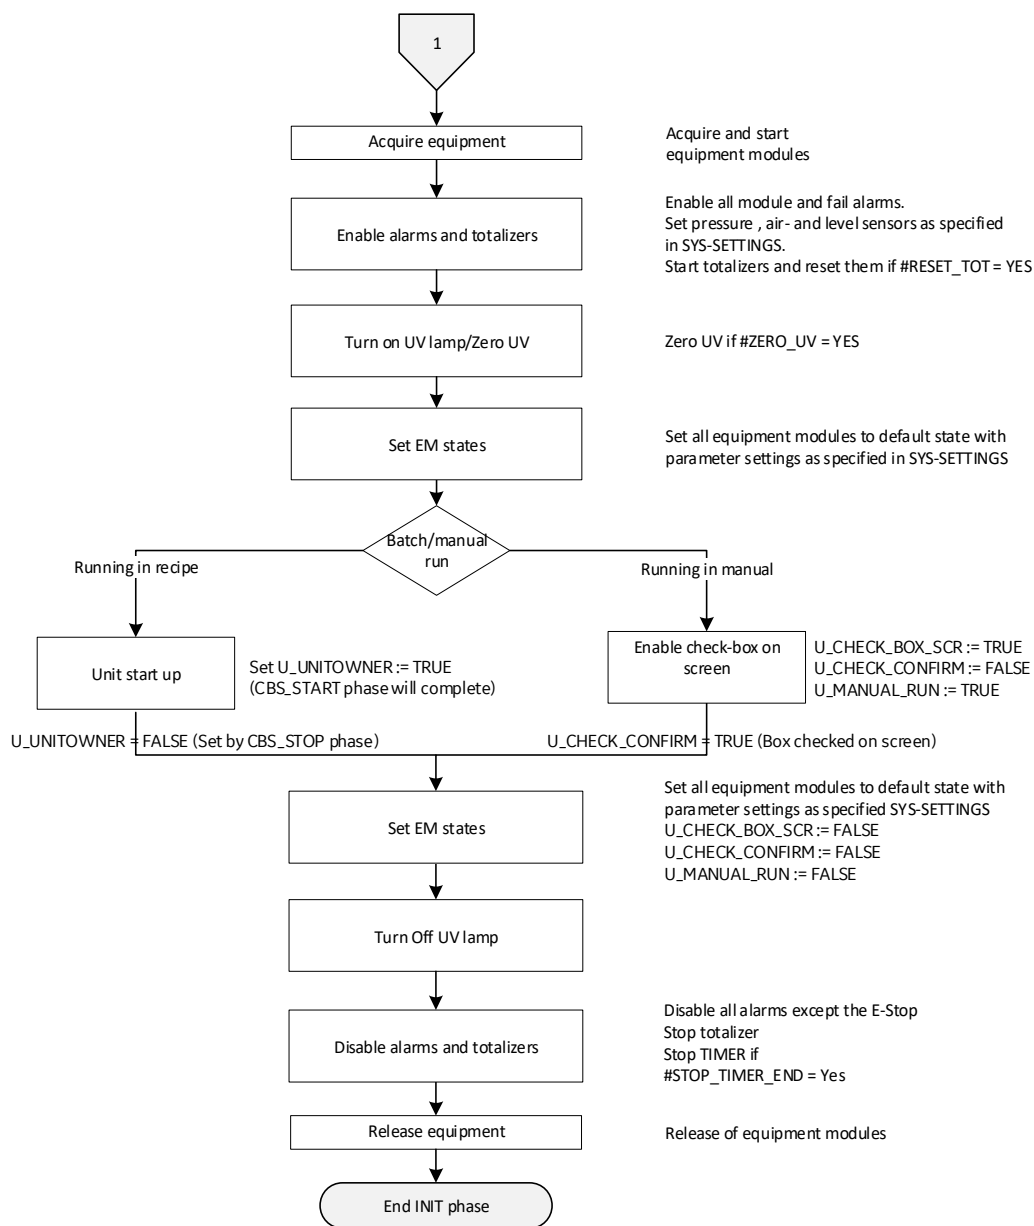 1
Acquire equipment
Acquire and start
equipment modules
Enable alarms and totalizers
Enable all module and fail alarms.
Set pressure , air- and level sensors as specified
in SYS-SETTINGS.
Start totalizers and reset them if #RESET_TOT = YES
Turn on UV lamp/Zero UV
Zero UV if #ZERO_UV = YES
Set EM states
Set all equipment modules to default state with
parameter settings as specified in SYS-SETTINGS
Batch/manual
run
Running in recipe
Running in manual
Unit start up
Set U_UNITOWNER := TRUE
(CBS_START phase will complete)
Enable check-box on
screen
U_CHECK_BOX_SCR := TRUE
U_CHECK_CONFIRM := FALSE
U_MANUAL_RUN := TRUE
U_UNITOWNER = FALSE (Set by CBS_STOP phase)
U_CHECK_CONFIRM = TRUE (Box checked on screen)
Set EM states
Set all equipment modules to default state with
parameter settings as specified SYS-SETTINGS
U_CHECK_BOX_SCR := FALSE
U_CHECK_CONFIRM := FALSE
U_MANUAL_RUN := FALSE
Turn Off UV lamp
Disable alarms and totalizers
Disable all alarms except the E-Stop
Stop totalizer
Stop TIMER if
#STOP_TIMER_END = Yes
Release equipment
Release of equipment modules
End INIT phase